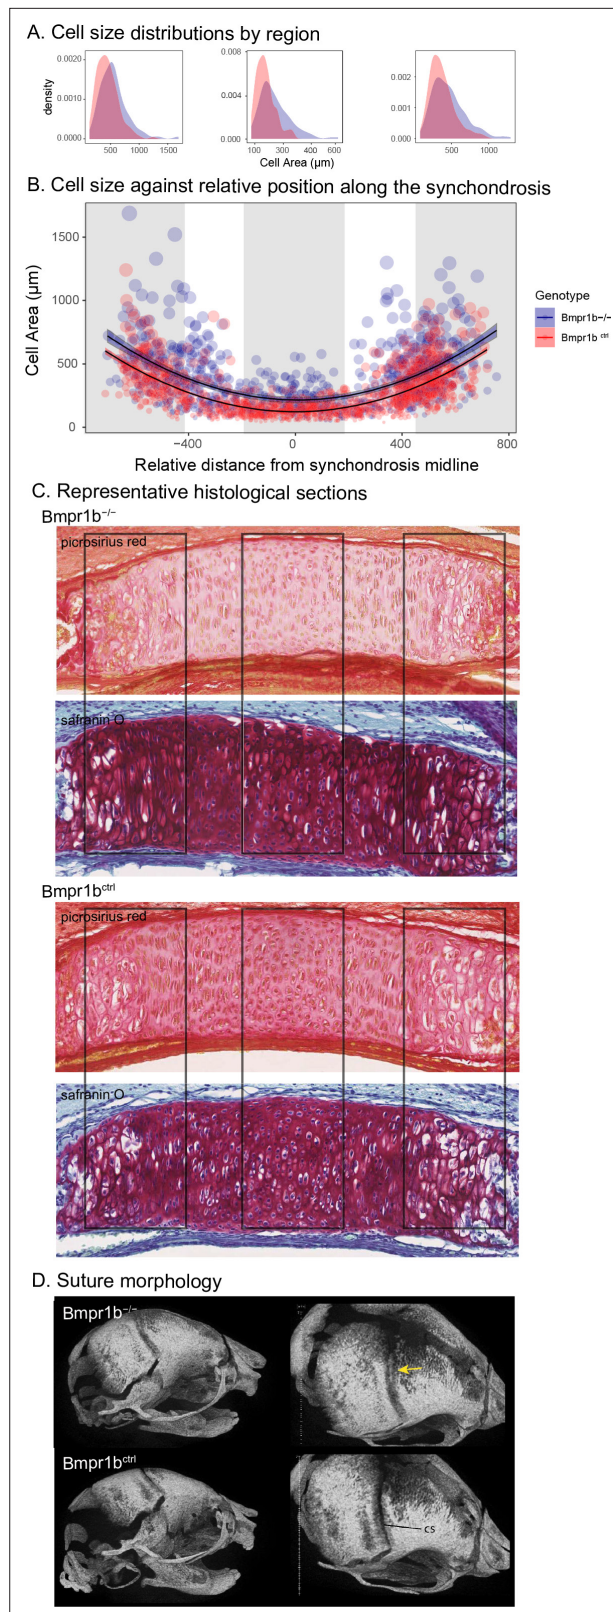 A. Cell size distributions by region
0.0020
0.0010
0.0000
density
500 1000 1500
0.008
0.004
0.000
100 300 400 600
Cell Area (µm)
0.002
0.001
0.000
500 1000
B. Cell size against relative position along the synchondrosis
1500
1000
500
0
Cell Area (µm)
−400 0 400 800
Relative distance from synchondrosis midline
Genotype
Bmpr1b−/−
Bmpr1b ctrl
C. Representative histological sections
Bmpr1b−/−
picrosirius red
safranin O
Bmpr1bctrl
picrosirius red
safranin O
D. Suture morphology
Bmpr1b−/−
Bmpr1bctrl
cs